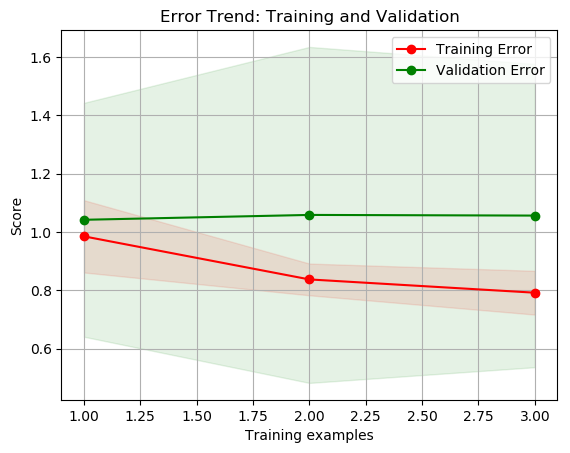 Error Trend: Training and Validation
Training Error
Validation Error
1.6
1.4
1.2
1.0
0.8
0.6
Score
1.00 1.25 1.50 1.75 2.00 2.25 2.50 2.75 3.00
Training examples